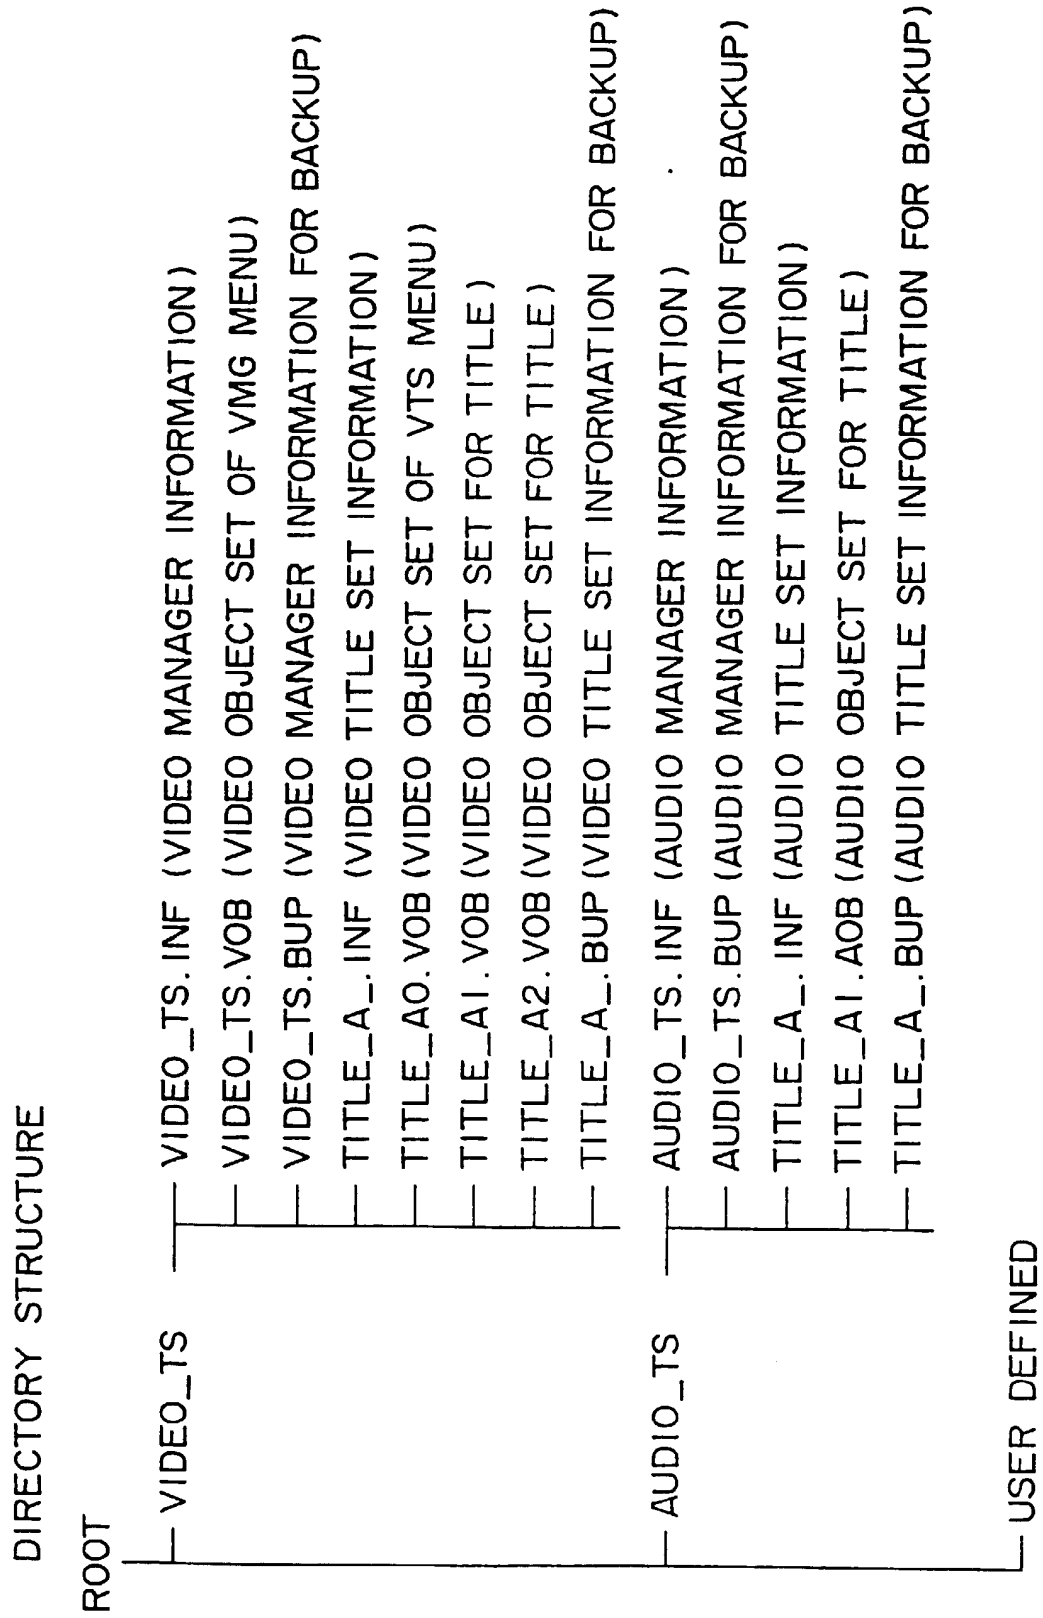 DIRECTORY STRUCTURE
ROOT
VIDEO_TS
VIDEO_TS.INF (VIDEO MANAGER INFORMATION)
VIDEO_TS.VOB (VIDEO OBJECT SET OF VMG MENU)
VIDEO_TS.BUP (VIDEO MANAGER INFORMATION FOR BACKUP)
TITLE_A_.INF (VIDEO TITLE SET INFORMATION)
TITLE_A0.VOB (VIDEO OBJECT SET OF VTS MENU)
TITLE_A1.VOB (VIDEO OBJECT SET FOR TITLE)
TITLE_A2.VOB (VIDEO OBJECT SET FOR TITLE)
TITLE_A_.BUP (VIDEO TITLE SET INFORMATION FOR BACKUP)
AUDIO_TS
AUDIO_TS.INF (AUDIO MANAGER INFORMATION)
AUDIO_TS.BUP (AUDIO MANAGER INFORMATION FOR BACKUP)
TITLE_A_.INF (AUDIO TITLE SET INFORMATION)
TITLE_A1.AOB (AUDIO OBJECT SET FOR TITLE)
TITLE_A_.BUP (AUDIO TITLE SET INFORMATION FOR BACKUP)
USER DEFINED